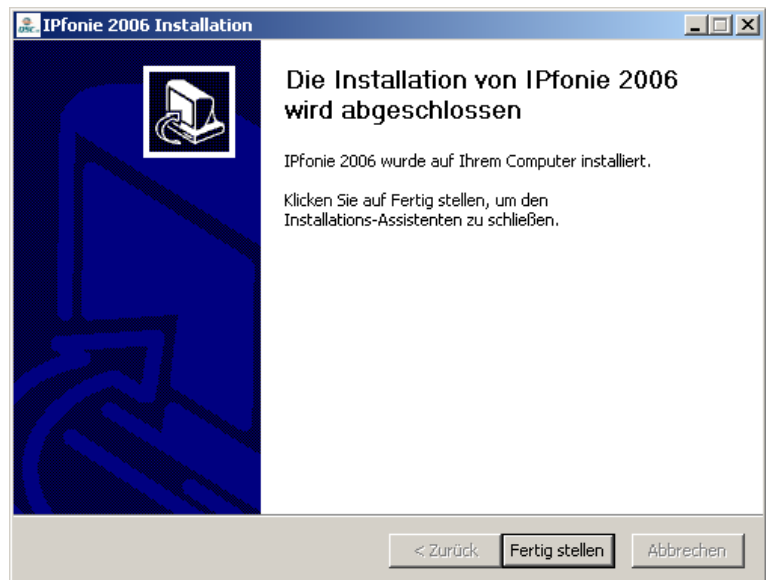 QSC
IPfonie 2006 Installation
Die Installation von IPfonie 2006
wird abgeschlossen
IPfonie 2006 wurde auf Ihrem Computer installiert.
Klicken Sie auf Fertig stellen, um den
Installations-Assistenten zu schließen.
< Zurück
Fertig stellen
Abbrechen